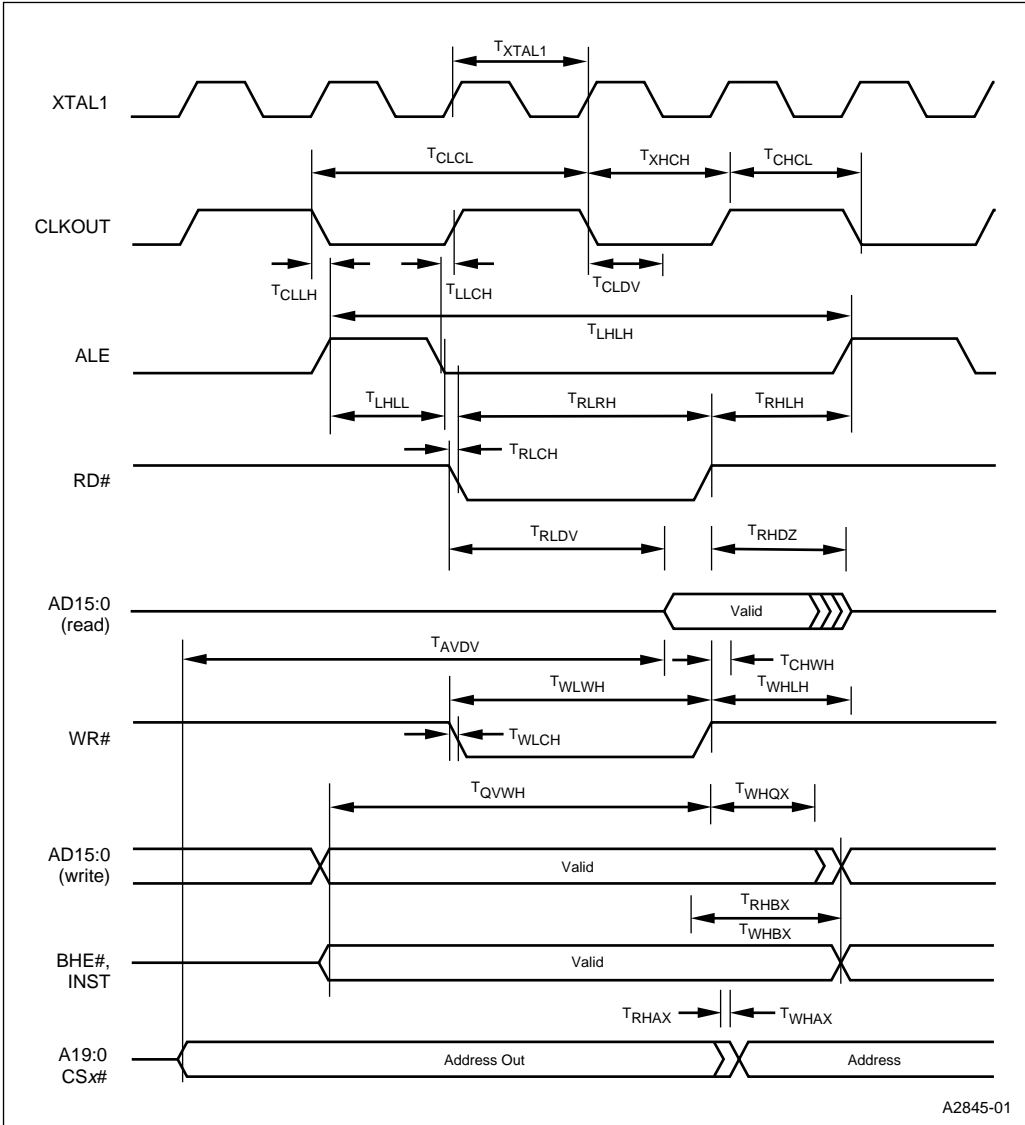 TXTAL1
XTAL1
TCLCL
TXHCH
TCHCL
CLKOUT
TCLLH
TLLCH
TCLDV
TLHLH
ALE
TLHLL
TRLRH
TRHLH
TRLCH
RD#
TRLDV
TRHDZ
AD15:0
(read)
Valid
TAVDV
TCHWH
TWLWH
TWHLH
WR#
TWLCH
TQVWH
TWHQX
AD15:0
(write)
Valid
TRHBX
TWHBX
BHE#,
INST
Valid
TRHAX
TWHAX
A19:0
CSx#
Address Out
Address
A2845-01